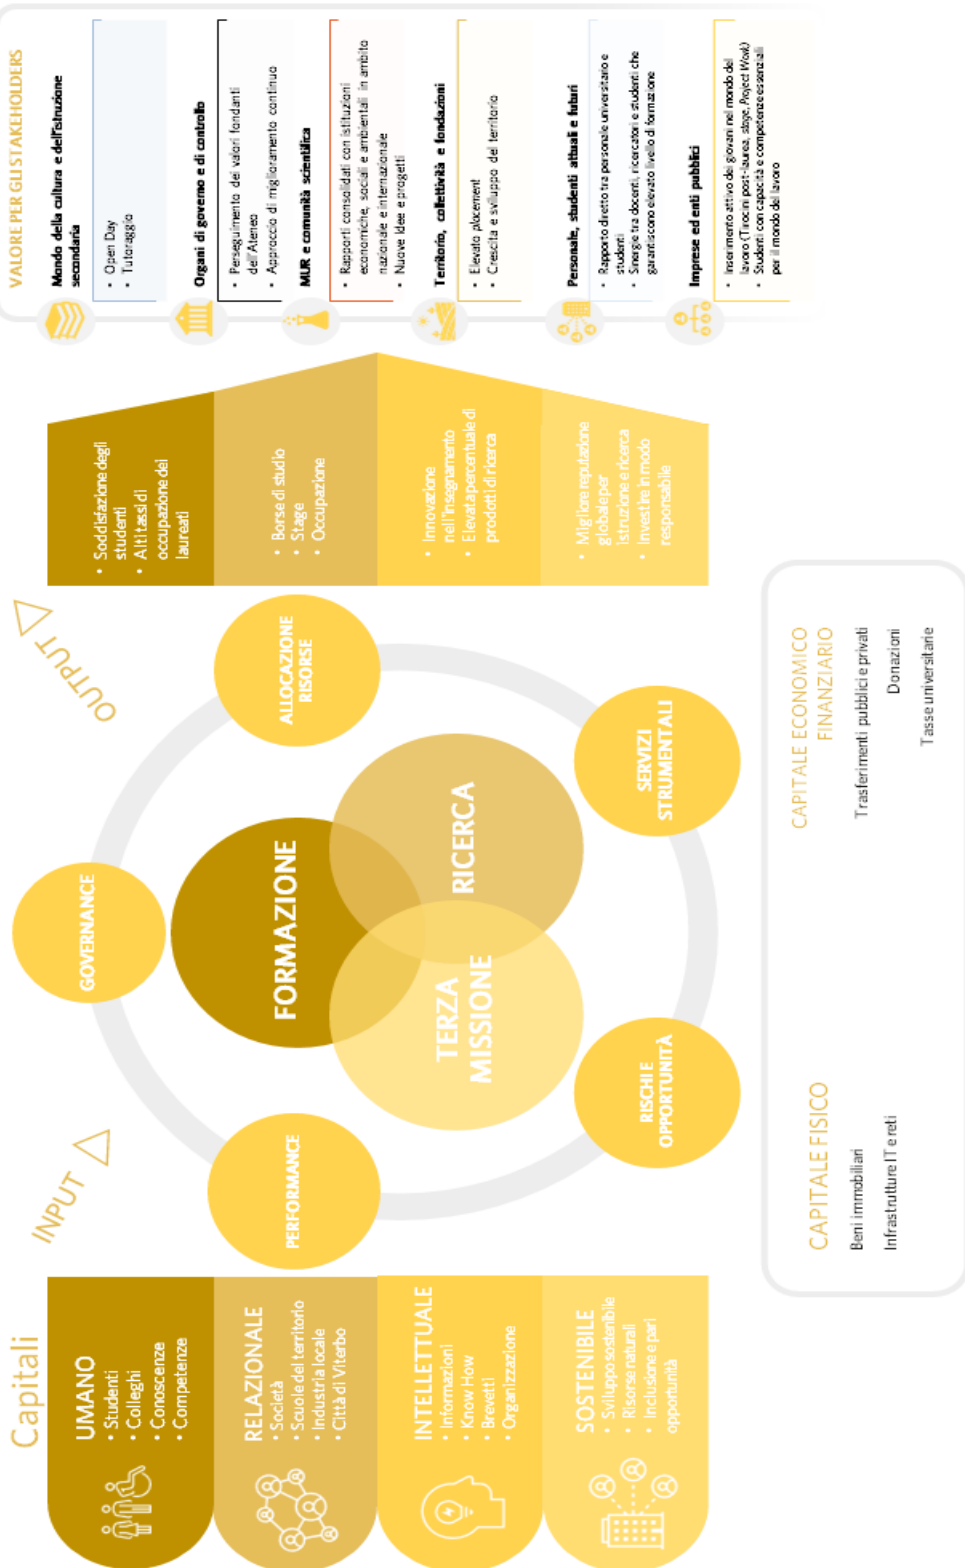 Capitali
UMANO
• Studenti
• Colleghi
• Conoscenze
• Competenze
RELAZIONALE
• Società
• Scuole del territorio
• Industria locale
• Città di Viterbo
INTELLETTUALE
• Informazioni
• Know How
• Brevetti
• Organizzazione
SOSTENIBILE
• Sviluppo sostenibile
• Risorse naturali
• Inclusione e pari
opportunità
INPUT
GOVERNANCE
PERFORMANCE
ALLOCAZIONE
RISORSE
FORMAZIONE
TERZA
MISSIONE
RICERCA
RISCHI E
OPPORTUNITÀ
SERVIZI
STRUMENTALI
OUTPUT
• Soddisfazione degli
studenti
• Alti tassi di
occupazione dei
laureati
• Borse di studio
• Stage
• Occupazione
• Innovazione
nell'insegnamento
• Elevata percentuale di
prodotti di ricerca
• Migliore reputazione
globale per
istruzione e ricerca
• Investire in modo
responsabile
VALORE PER GLI STAKEHOLDERS
Mondo della cultura e dell'istruzione
secondaria
• Open Day
• Tutoraggio
Organi di governo e di controllo
• Perseguimento dei valori fondanti
dell'Ateneo
• Approccio di miglioramento continuo
MUR e comunità scientifica
• Rapporti consolidati con istituzioni
economiche, sociali e ambientali in ambito
nazionale e internazionale
• Nuove Idee e progetti
Territorio, collettività e fondazioni
• Elevato placement
• Crescita e sviluppo del territorio
Personale, studenti attuali e futuri
• Rapporto diretto tra personale universitario e
studenti
• Sinergie tra docenti, ricercatori e studenti che
garantiscono elevato livello di formazione
Imprese ed enti pubblici
• Inserimento attivo dei giovani nel mondo del
lavoro (Tirocini post-laurea, stage, Project Work)
• Studenti con capacità e competenze essenziali
per il mondo del lavoro
CAPITALE FISICO
Beni immobiliari
Infrastrutture IT e reti
CAPITALE ECONOMICO
FINANZIARIO
Trasferimenti pubblici e privati
Donazioni
Tasse universitarie